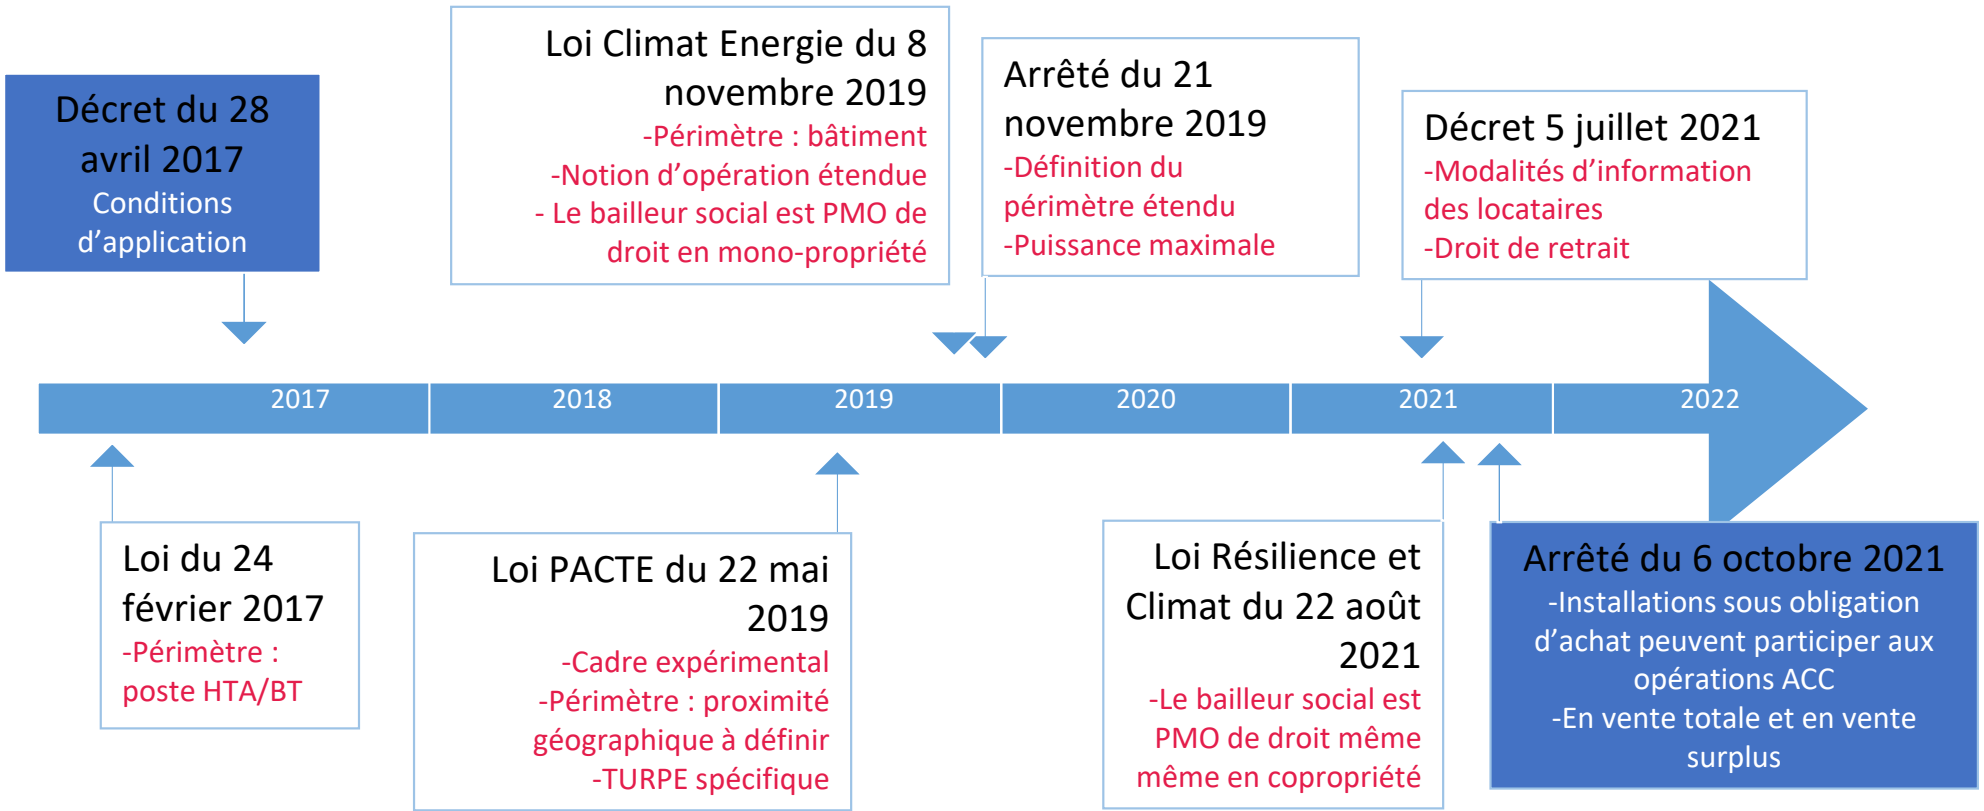 Décret du 28
avril 2017
Conditions
d’application
Loi Climat Energie du 8
novembre 2019
-Périmètre : bâtiment
-Notion d’opération étendue
- Le bailleur social est PMO de
droit en mono-propriété
Arrêté du 21
novembre 2019
-Définition du
périmètre étendu
-Puissance maximale
Décret 5 juillet 2021
-Modalités d’information
des locataires
-Droit de retrait
2017
2018
2019
2020
2021
2022
Loi du 24
février 2017
-Périmètre :
poste HTA/BT
Loi PACTE du 22 mai
2019
-Cadre expérimental
-Périmètre : proximité
géographique à définir
-TURPE spécifique
Loi Résilience et
Climat du 22 août
2021
-Le bailleur social est
PMO de droit même
même en copropriété
Arrêté du 6 octobre 2021
-Installations sous obligation
d’achat peuvent participer aux
opérations ACC
-En vente totale et en vente
surplus